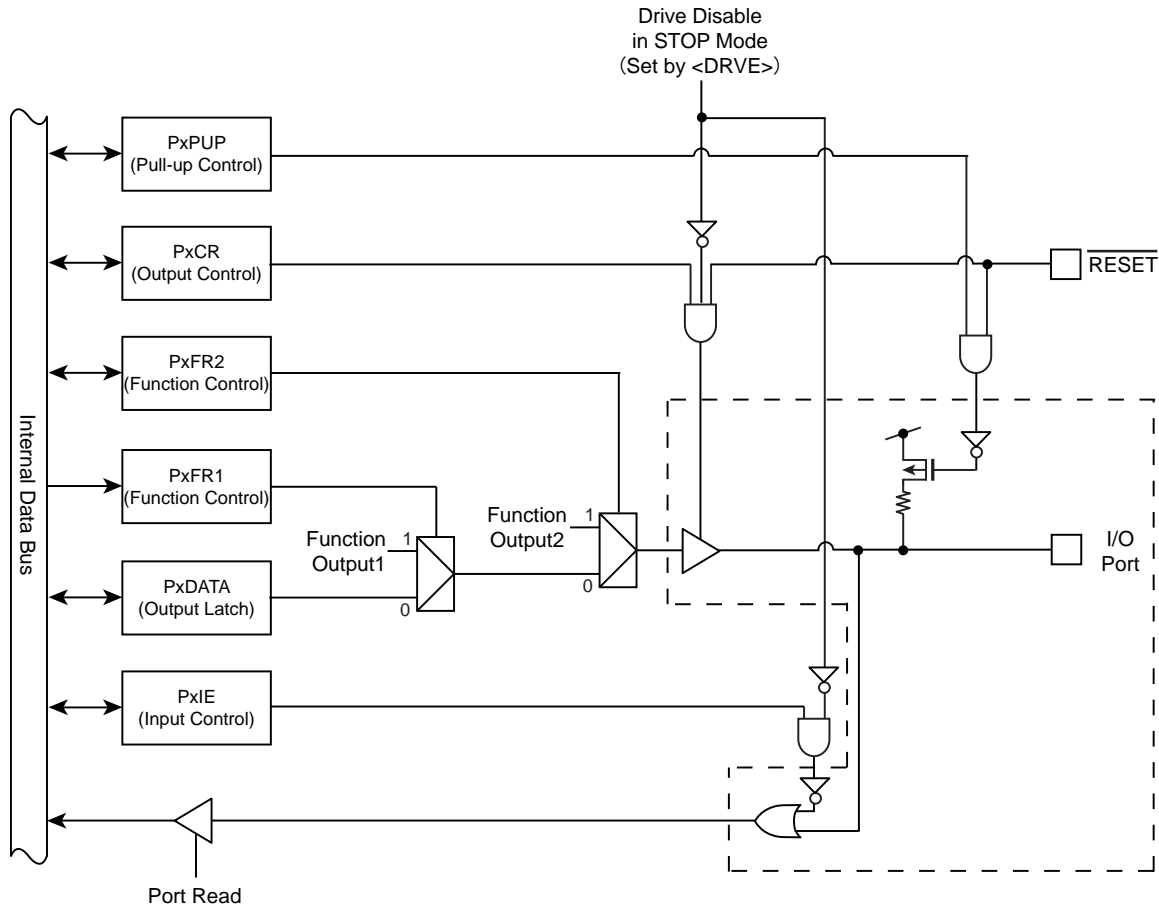 Drive Disable
in STOP Mode
(Set by <DRVE>)
PxPUP
(Pull-up Control)
PxCR
(Output Control)
RESET
PxFR2
(Function Control)
Internal Data Bus
PxFR1
(Function Control)
Function
Output1
1
0
Function
Output2
1
0
I/O
Port
PxDATA
(Output Latch)
PxIE
(Input Control)
Port Read